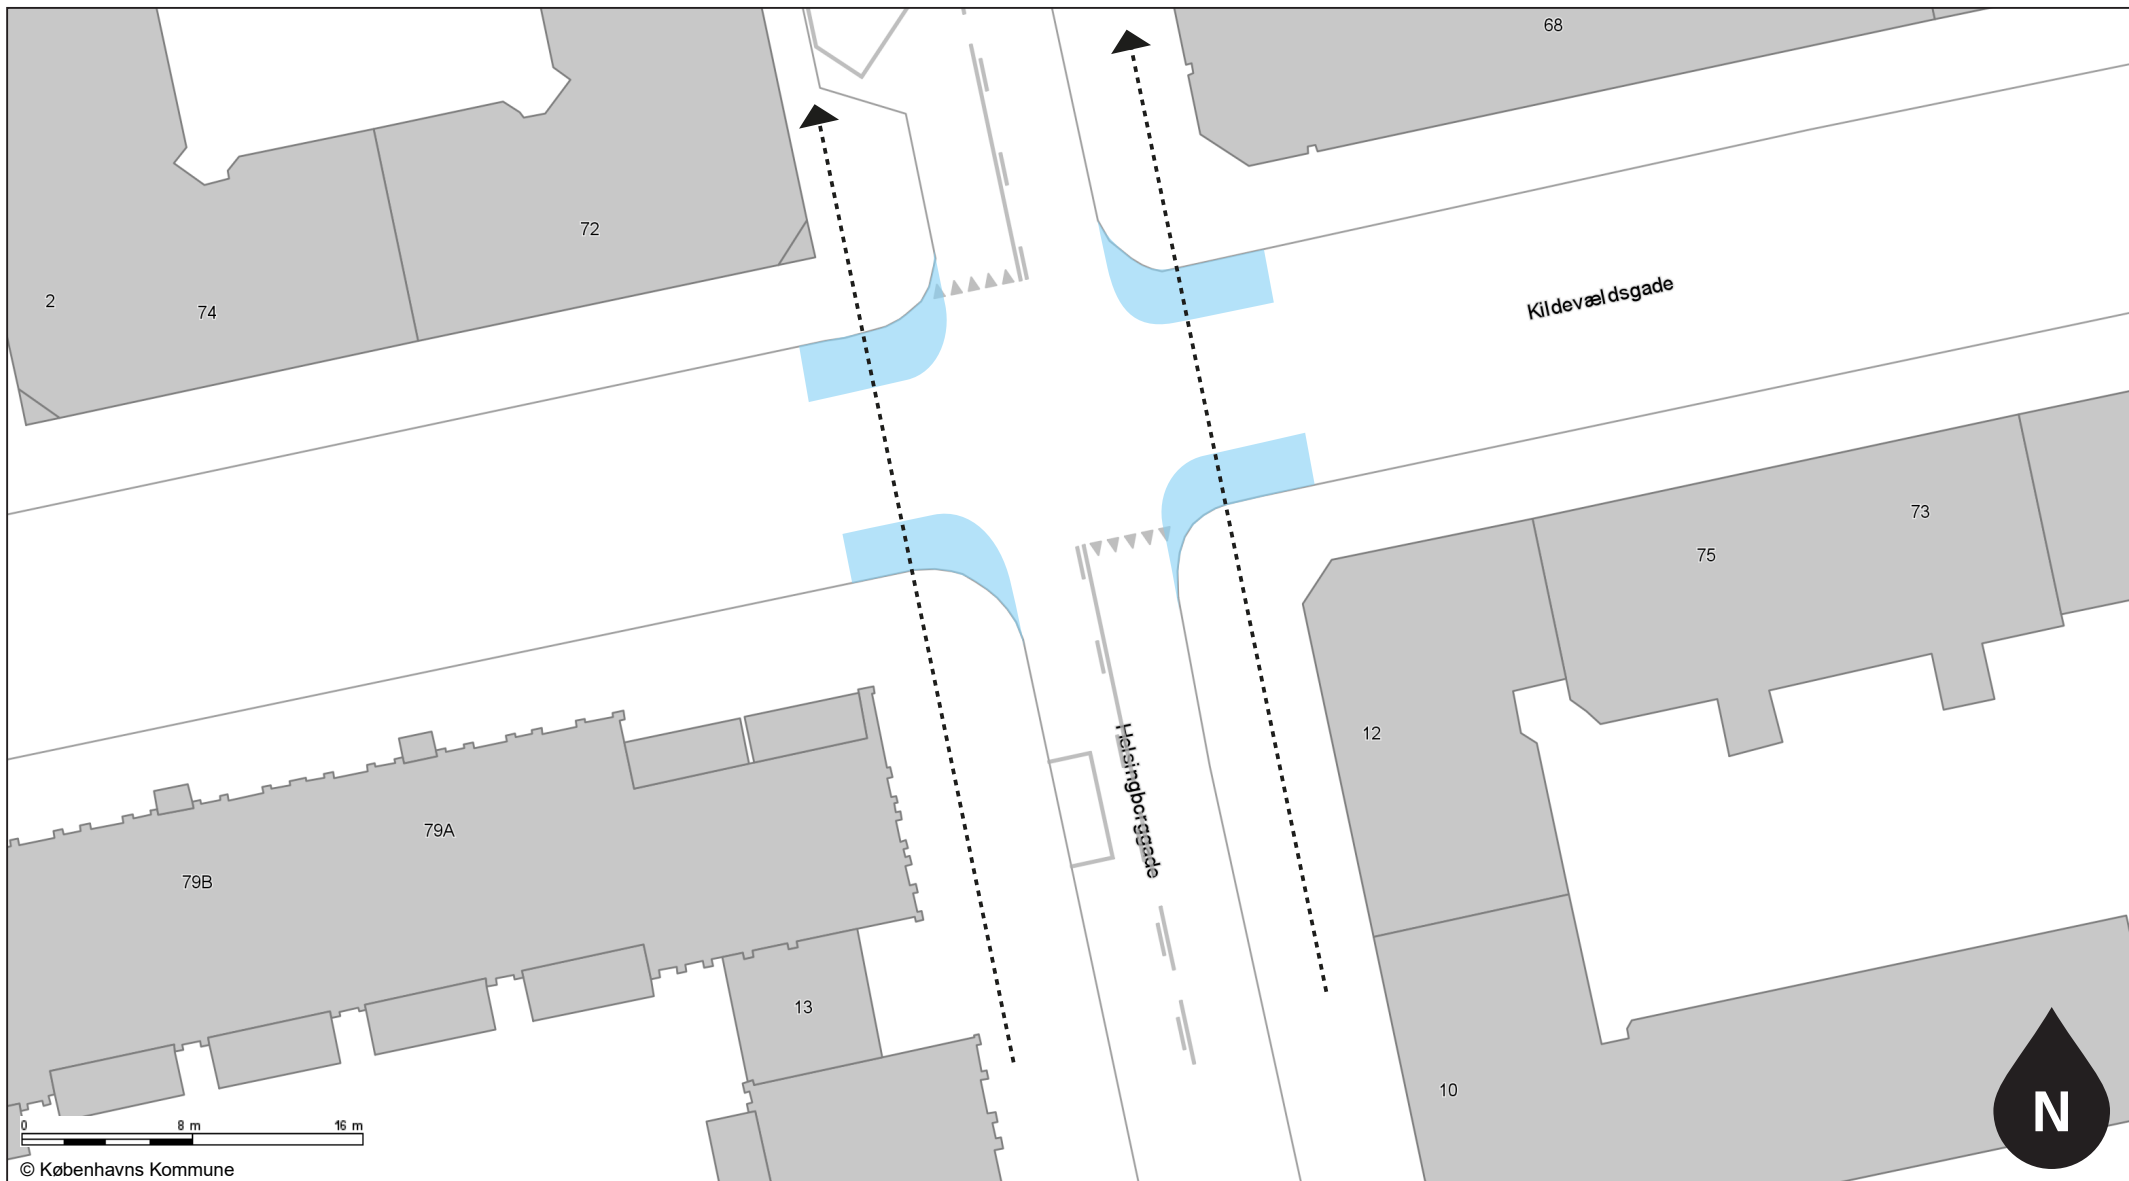 68
72
2
74
Kildevældsgade
73
75
12
Helsingborggade
79A
79B
13
10
N
0 8 m 16 m
© Københavns Kommune